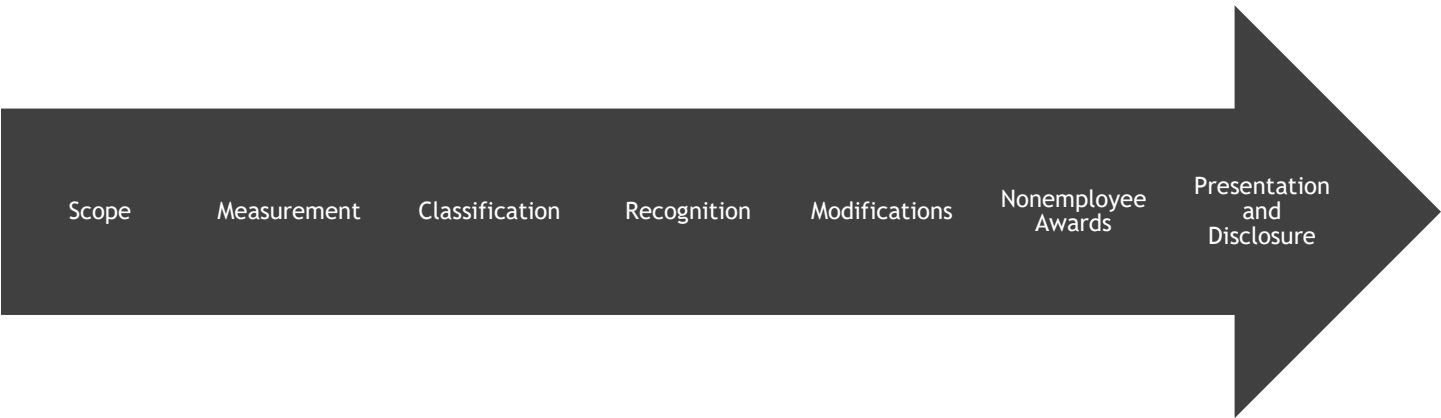 Scope
Measurement
Classification
Recognition
Modifications
Nonemployee
Awards
Presentation
and
Disclosure